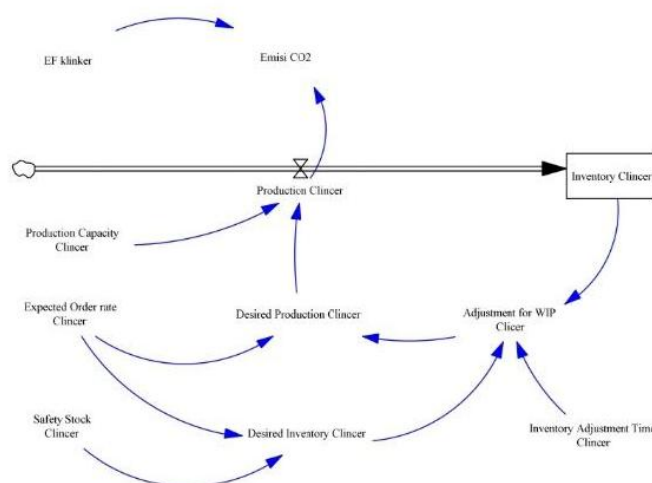 EF klinker
Emisi CO2
Production Clincer
Inventory Clincer
Production Capacity
Clincer
Expected Order rate
Clincer
Desired Production Clincer
Adjustment for WIP
Clicer
Safety Stock
Clincer
Desired Inventory Clincer
Inventory Adjustment Time
Clincer